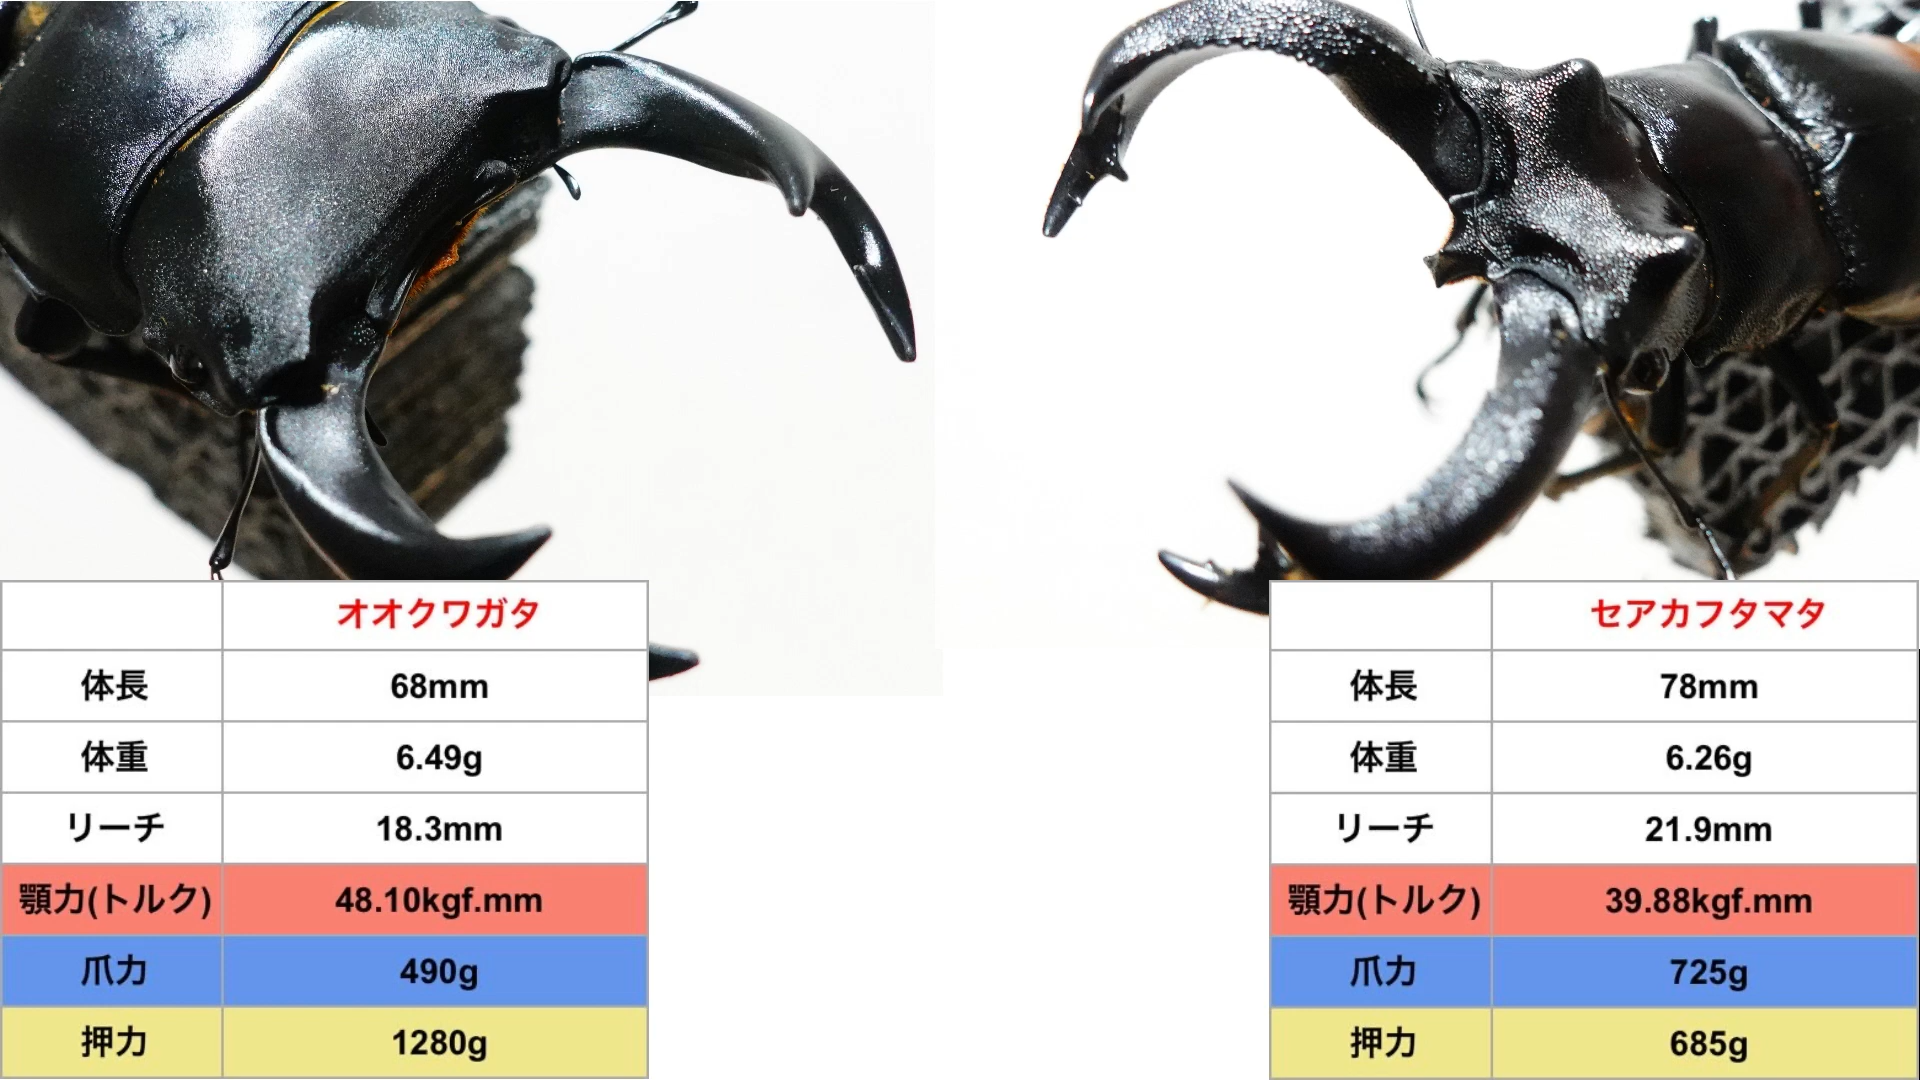 オオクワガタ
体長 68mm
体重 6.49g
リーチ 18.3mm
顎力(トルク) 48.10kgf.mm
爪力 490g
押力 1280g
セアカフタマタ
体長 78mm
体重 6.26g
リーチ 21.9mm
顎力(トルク) 39.88kgf.mm
爪力 725g
押力 685g